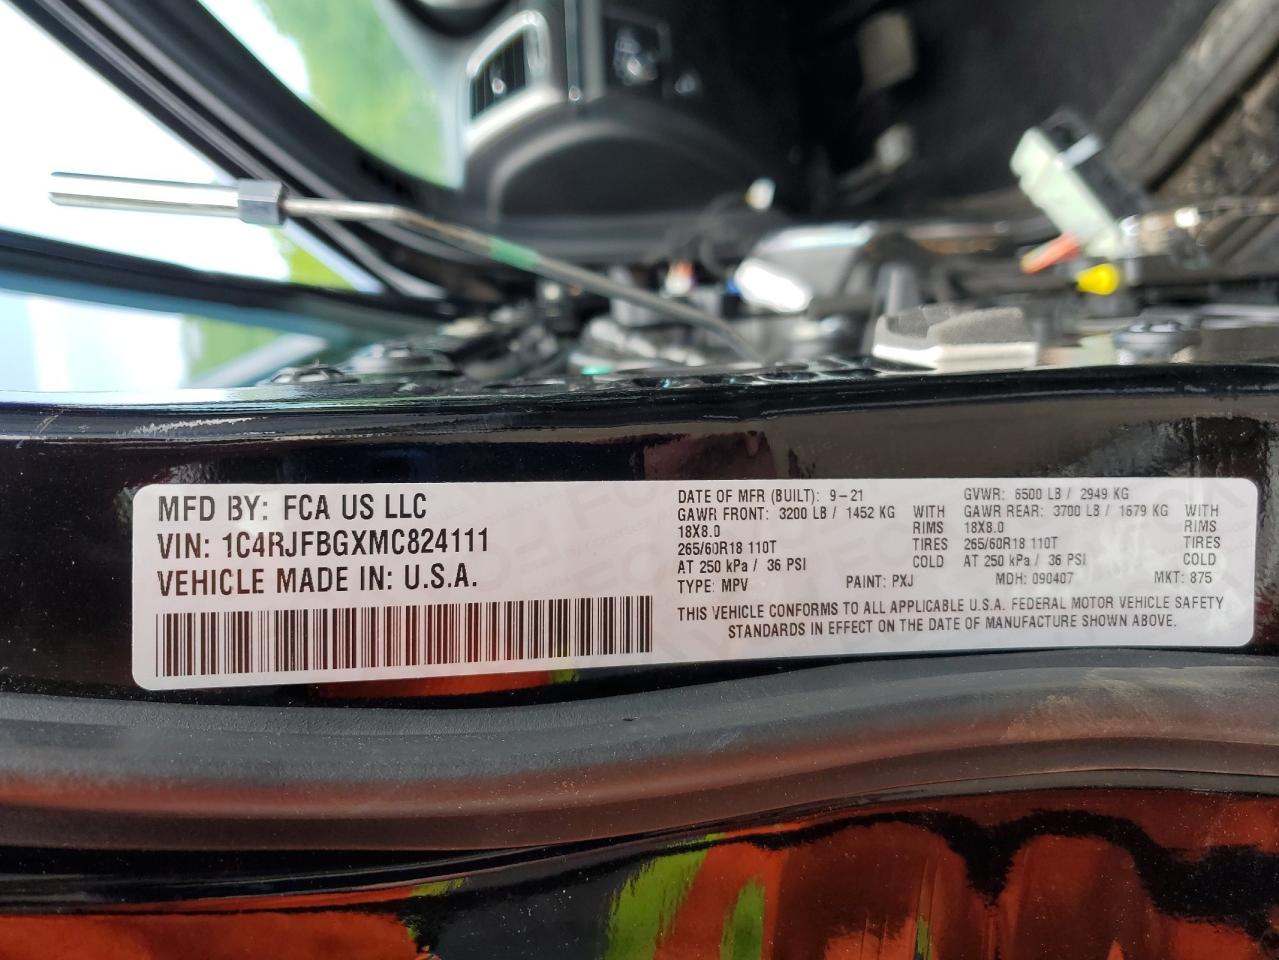 MFD BY: FCA US LLC
VIN: 1C4RJFBGXMC824111
VEHICLE MADE IN: U.S.A.
DATE OF MFR (BUILT): 9-21 GVWR: 6500 LB / 2949 KG
GAWR FRONT: 3200 LB / 1452 KG WITH GAWR REAR: 3700 LB / 1679 KG WITH
18X8.0 RIMS 18X8.0 RIMS
265/60R18 110T TIRES 265/60R18 110T TIRES
AT 250 kPa / 36 PSI COLD AT 250 kPa / 36 PSI COLD
TYPE: MPV PAINT: PXJ MDH: 090407 MKT: 875
THIS VEHICLE CONFORMS TO ALL APPLICABLE U.S.A. FEDERAL MOTOR VEHICLE SAFETY
STANDARDS IN EFFECT ON THE DATE OF MANUFACTURE SHOWN ABOVE.